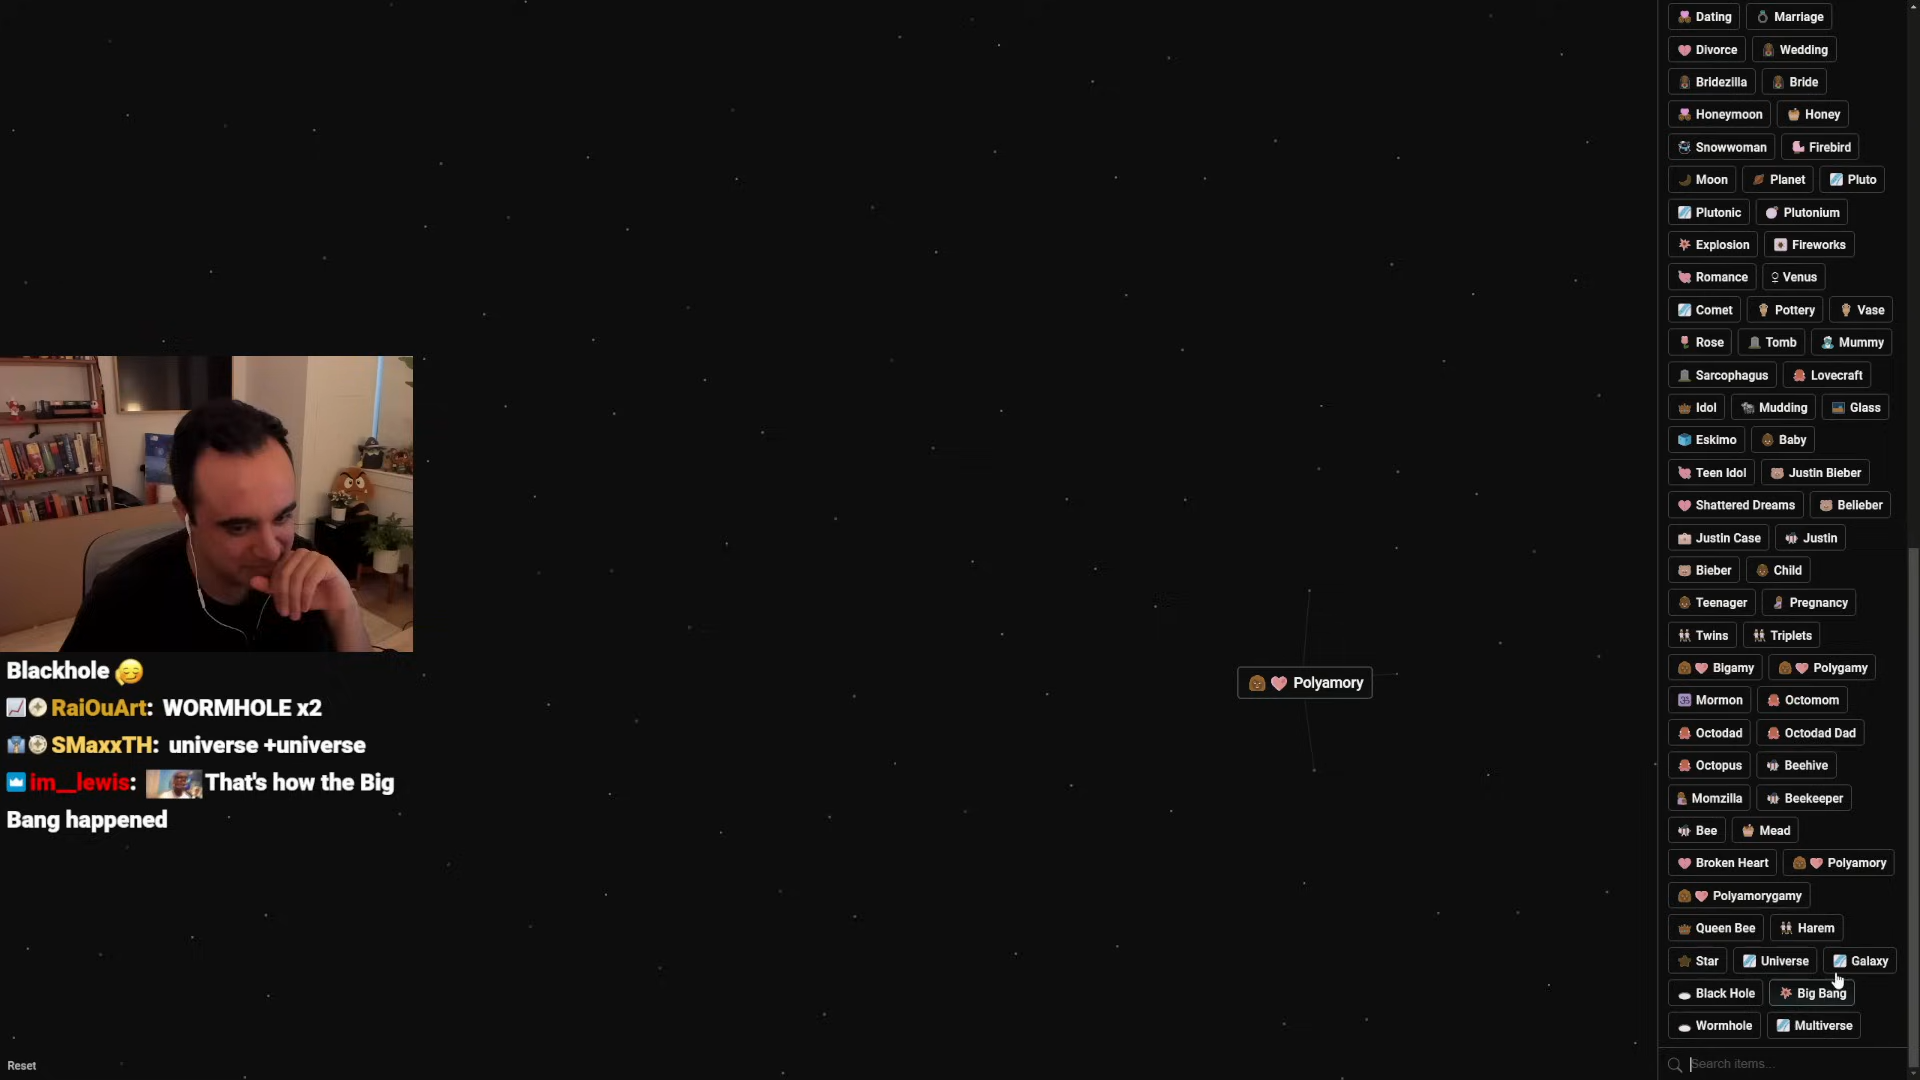 Dating Marriage
Divorce Wedding
Bridezilla Bride
Honeymoon Honey
Snowwoman Firebird
Moon Planet Pluto
Plutonic Plutonium
Explosion Fireworks
Romance Venus
Comet Pottery Vase
Rose Tomb Mummy
Sarcophagus Lovecraft
Idol Mudding Glass
Eskimo Baby
Teen Idol Justin Bieber
Shattered Dreams Belieber
Justin Case Justin
Bieber Child
Teenager Pregnancy
Twins Triplets
Bigamy Polygamy
Mormon Octomom
Octodad Octodad Dad
Octopus Beehive
Momzilla Beekeeper
Bee Mead
Broken Heart Polyamory
Polyamorygamy
Queen Bee Harem
Star Universe Galaxy
Black Hole Big Bang
Wormhole Multiverse
Search items...
Polyamory
Blackhole
RaiOuArt: WORMHOLE x2
SMaxxTH: universe +universe
im__lewis: That's how the Big
Bang happened
Reset